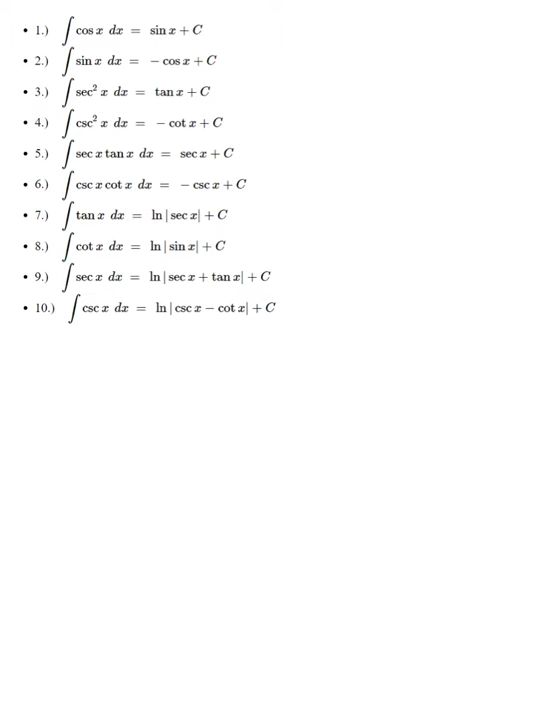 • 1.) ∫ cos x dx = sin x + C
• 2.) ∫ sin x dx = − cos x + C
• 3.) ∫ sec² x dx = tan x + C
• 4.) ∫ csc² x dx = − cot x + C
• 5.) ∫ sec x tan x dx = sec x + C
• 6.) ∫ csc x cot x dx = − csc x + C
• 7.) ∫ tan x dx = ln | sec x| + C
• 8.) ∫ cot x dx = ln | sin x| + C
• 9.) ∫ sec x dx = ln | sec x + tan x| + C
• 10.) ∫ csc x dx = ln | csc x − cot x| + C